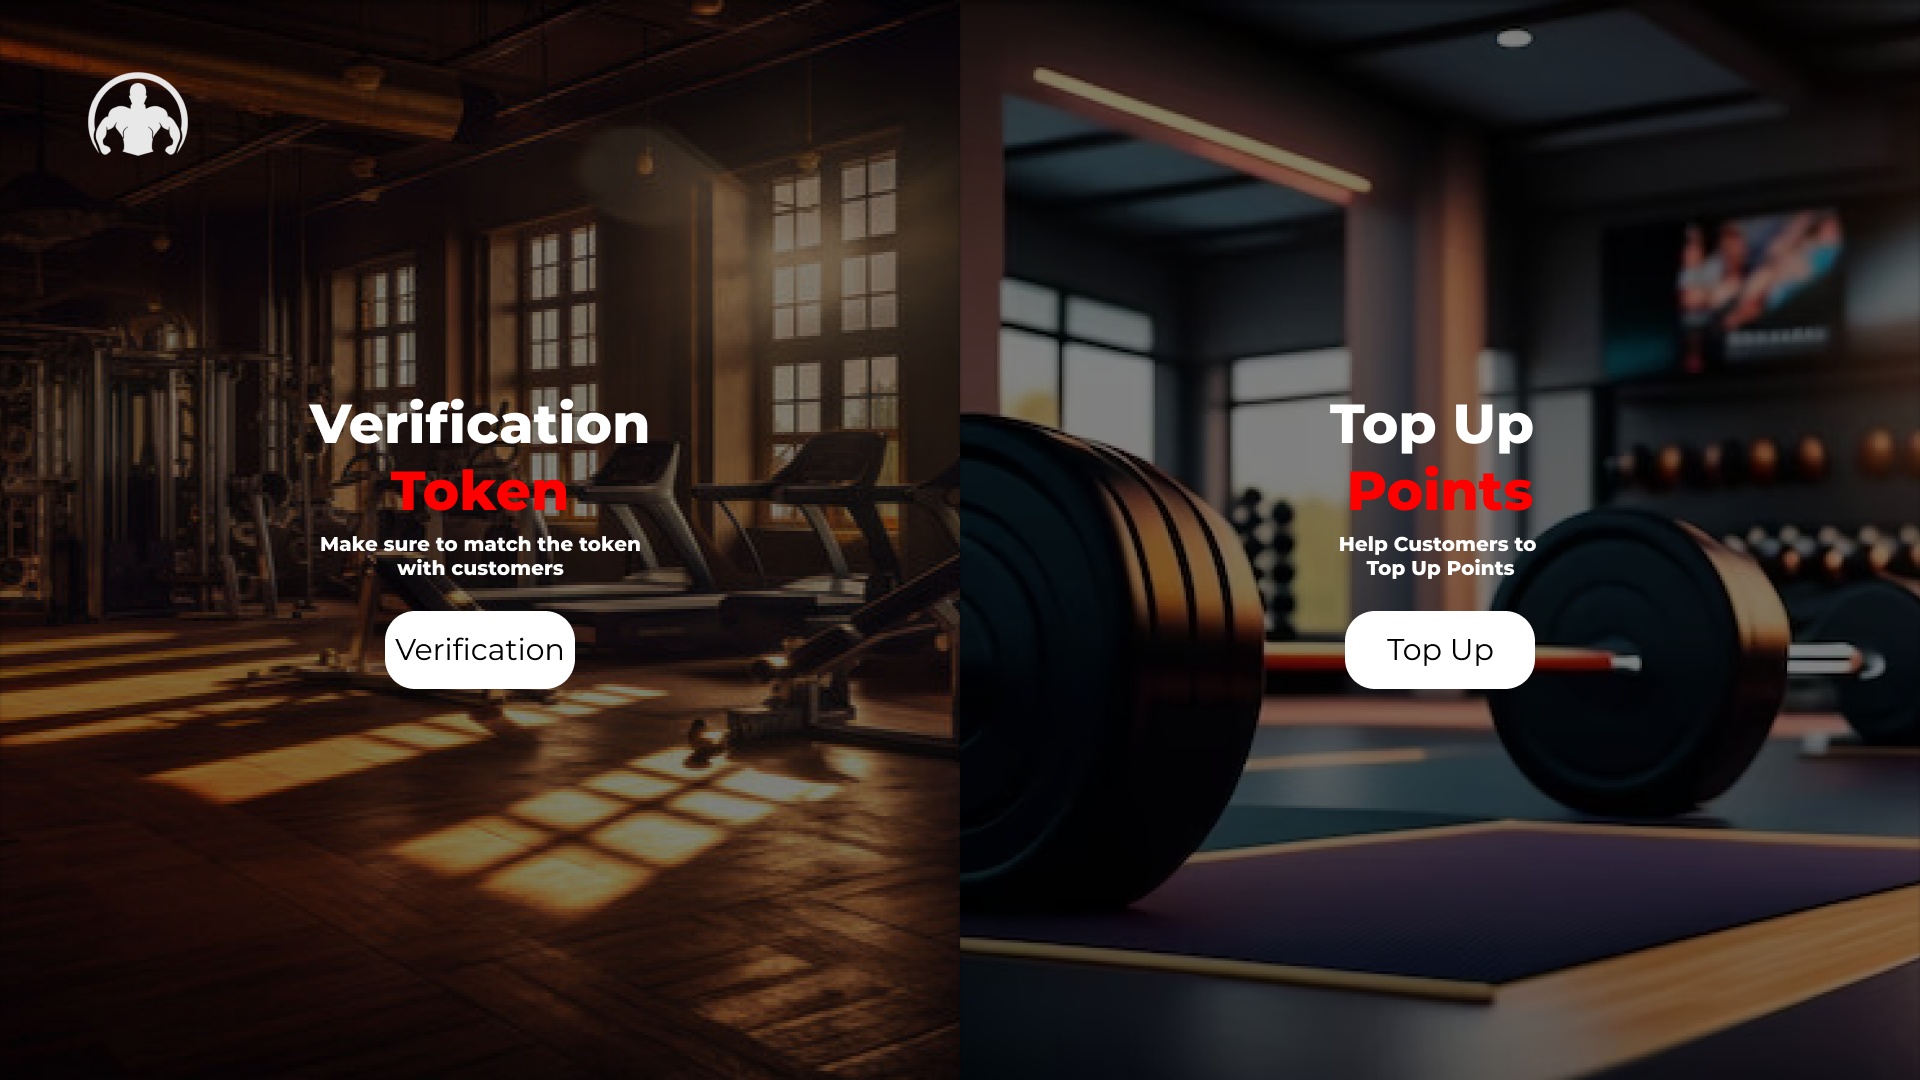 Verification
Token
Make sure to match the token
with customers
Verification
Top Up
Points
Help Customers to
Top Up Points
Top Up